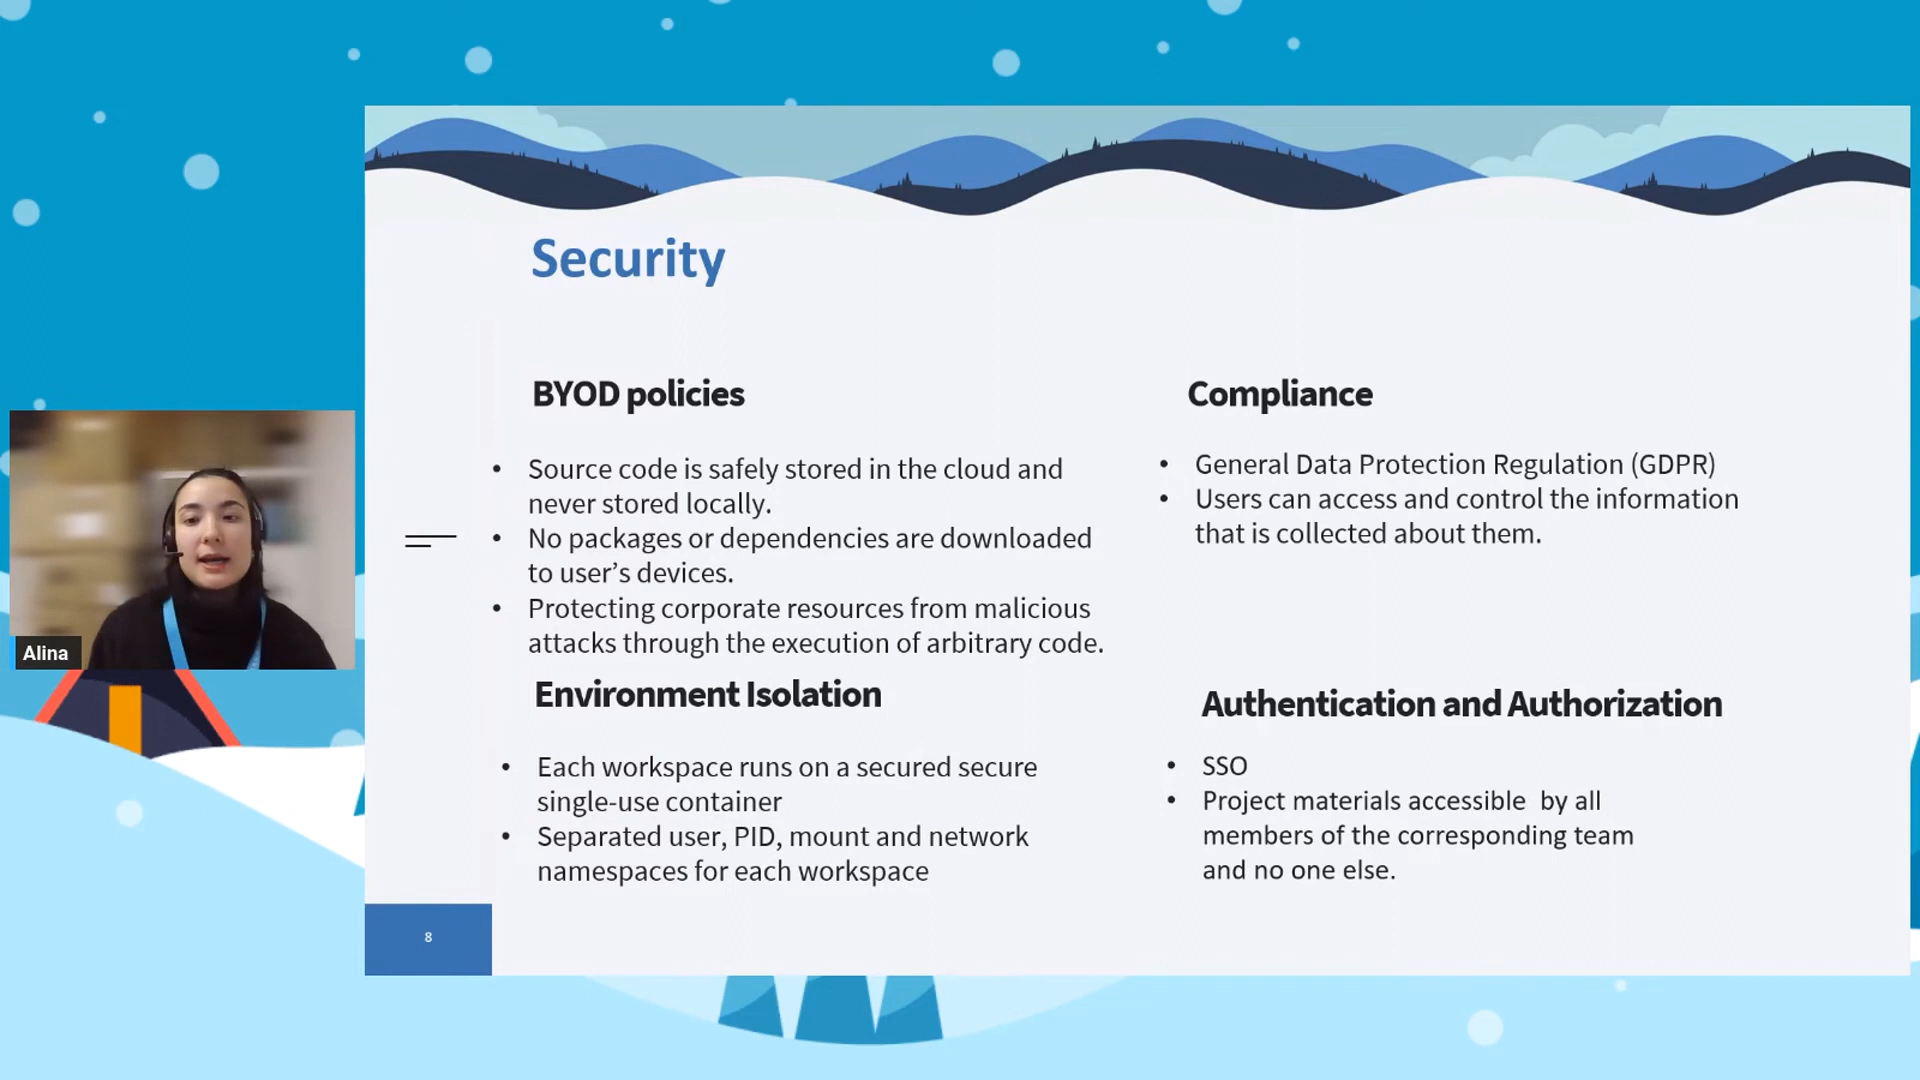 Security
BYOD policies
• Source code is safely stored in the cloud and
never stored locally.
• No packages or dependencies are downloaded
to user’s devices.
• Protecting corporate resources from malicious
attacks through the execution of arbitrary code.
Compliance
• General Data Protection Regulation (GDPR)
• Users can access and control the information
that is collected about them.
Environment Isolation
• Each workspace runs on a secured secure
single-use container
• Separated user, PID, mount and network
namespaces for each workspace
Authentication and Authorization
• SSO
• Project materials accessible  by all
members of the corresponding team
and no one else.
8
Alina